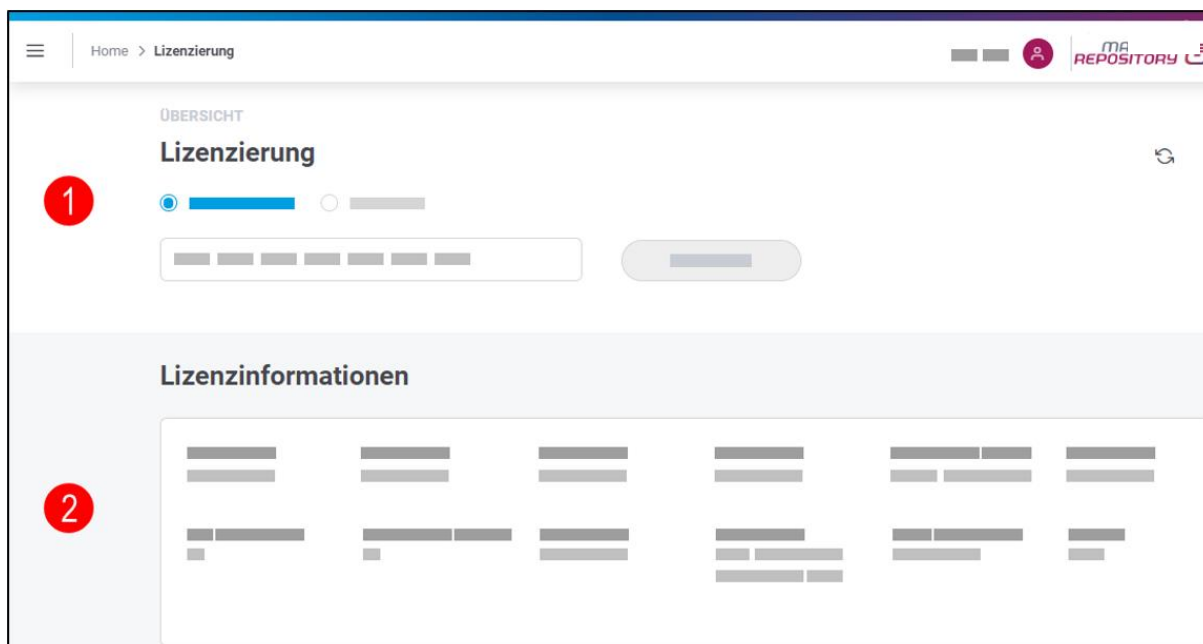 Home > Lizenzierung
MA
REPOSITORY
ÜBERSICHT
Lizenzierung
1
Lizenzinformationen
2